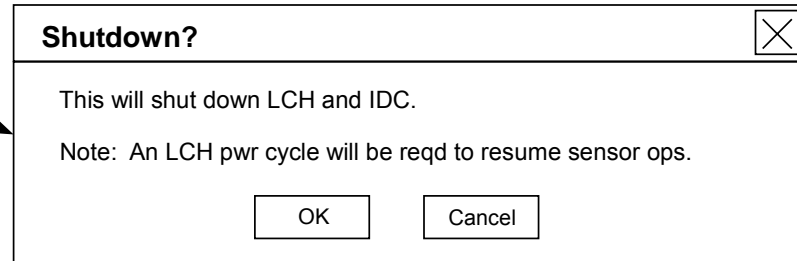 Shutdown?
This will shut down LCH and IDC.
Note:  An LCH pwr cycle will be reqd to resume sensor ops.
OK
Cancel